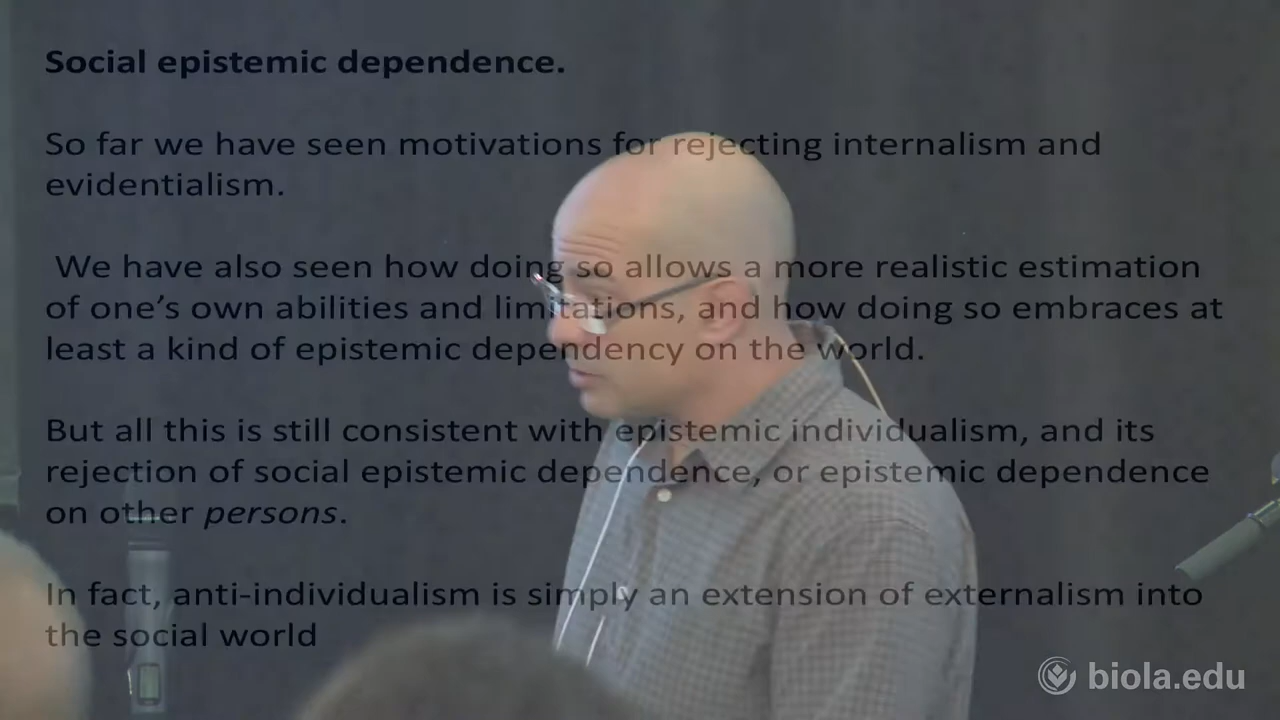 Social epistemic dependence.
So far we have seen motivations for rejecting internalism and
evidentialism.
We have also seen how doing so allows a more realistic estimation
of one’s own abilities and limitations, and how doing so embraces at
least a kind of epistemic dependency on the world.
But all this is still consistent with epistemic individualism, and its
rejection of social epistemic dependence, or epistemic dependence
on other persons.
In fact, anti-individualism is simply an extension of externalism into
the social world
biola.edu